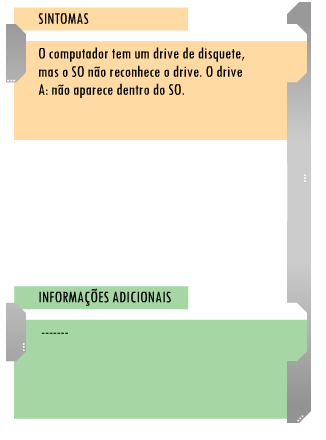 SINTOMAS
O computador tem um drive de disquete,
mas o SO não reconhece o drive. O drive
A: não aparece dentro do SO.
INFORMAÇÕES ADICIONAIS
-------